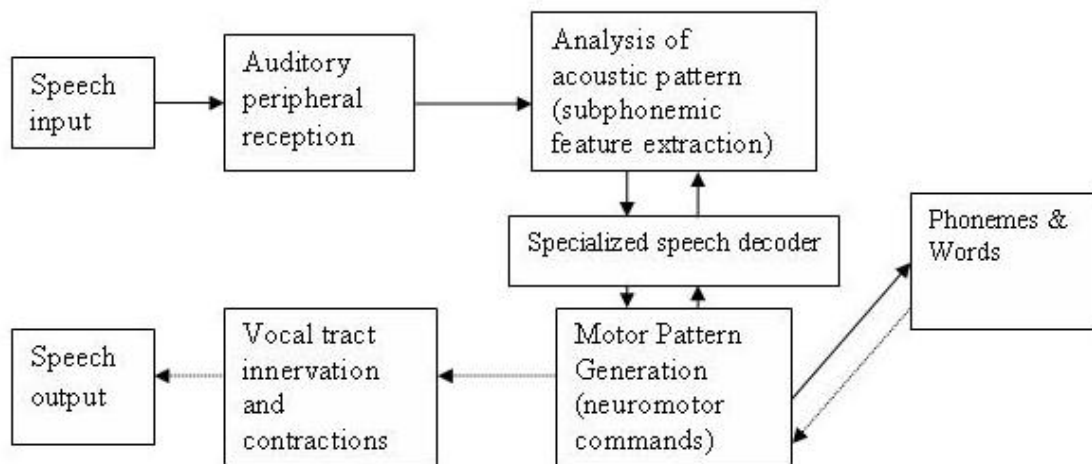 Speech
input
Auditory
peripheral
reception
Analysis of
acoustic pattern
(subphonemic
feature extraction)
Specialized speech decoder
Phonemes &
Words
Speech
output
Vocal tract
innervation
and
contractions
Motor Pattern
Generation
(neuromotor
commands)